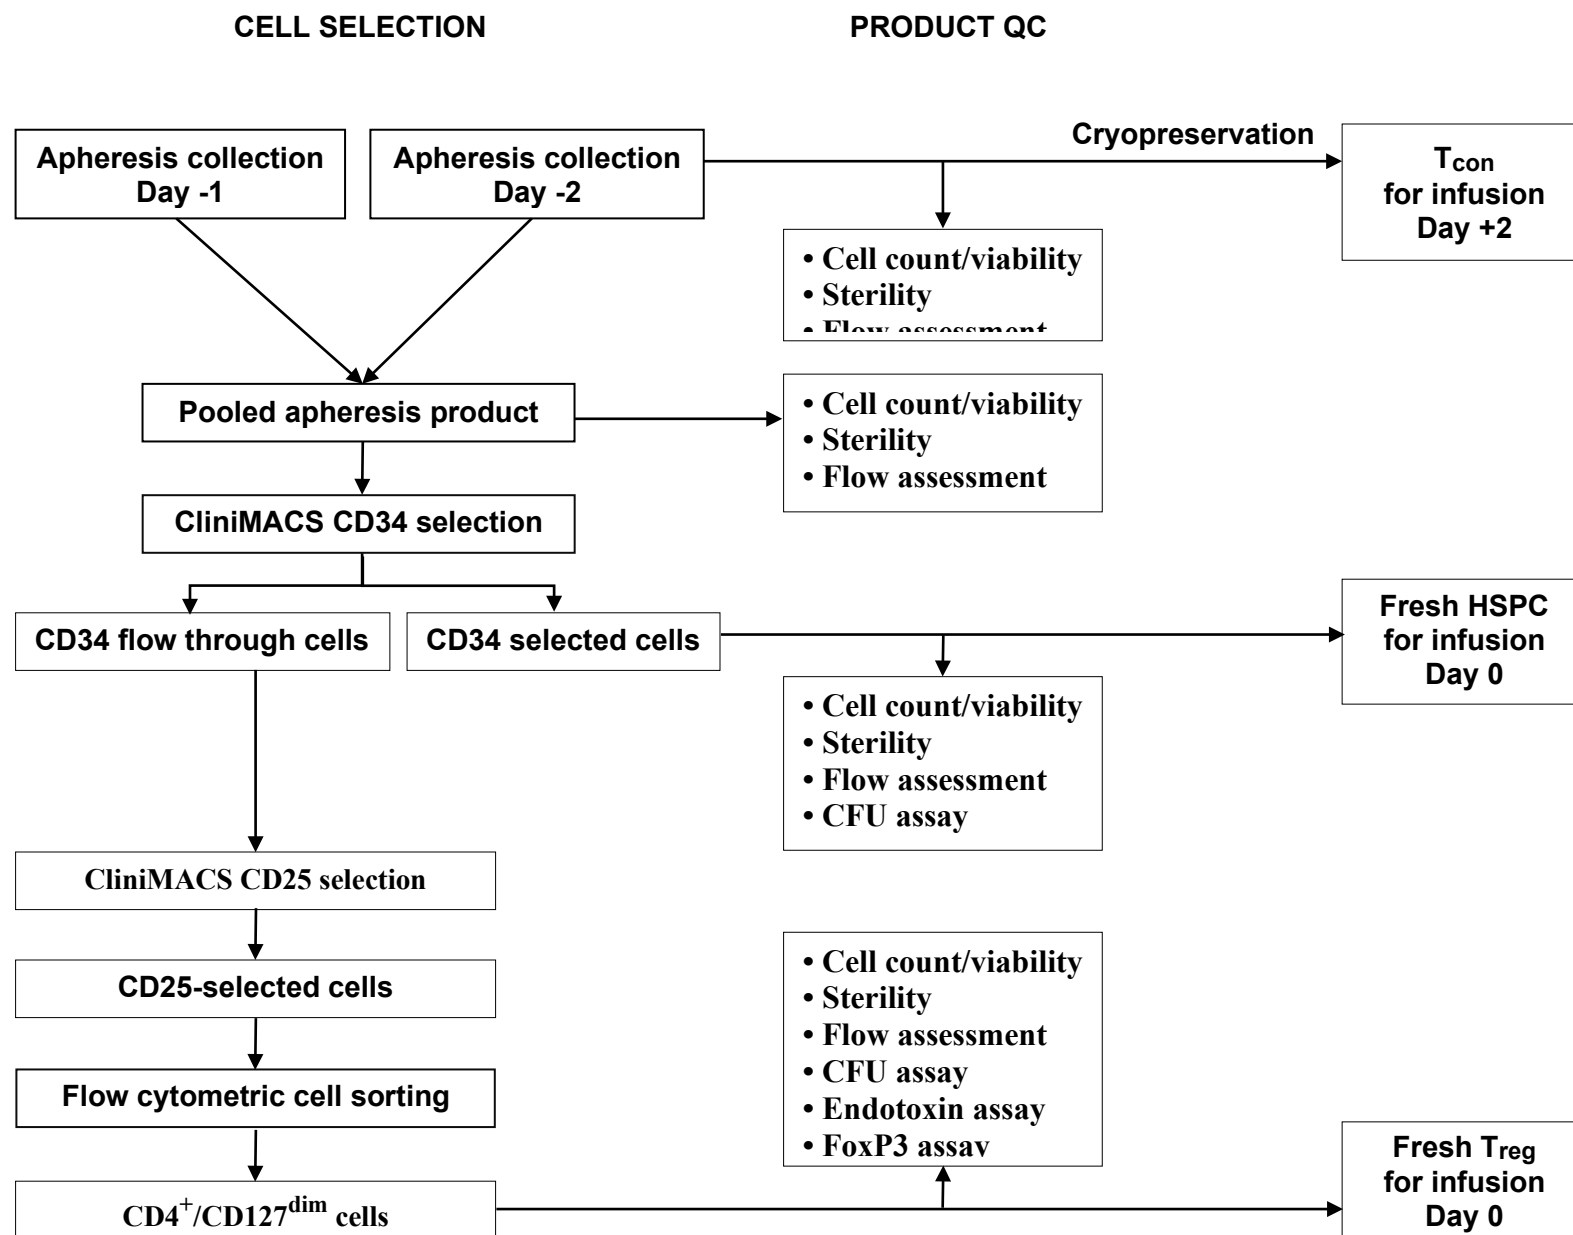 CELL SELECTION
PRODUCT QC
Apheresis collection
Day -1
Apheresis collection
Day -2
Cryopreservation
Tcon
for infusion
Day +2
• Cell count/viability
• Sterility
• Flow assessment
Pooled apheresis product
• Cell count/viability
• Sterility
• Flow assessment
CliniMACS CD34 selection
CD34 flow through cells
CD34 selected cells
Fresh HSPC
for infusion
Day 0
• Cell count/viability
• Sterility
• Flow assessment
• CFU assay
CliniMACS CD25 selection
CD25-selected cells
Flow cytometric cell sorting
• Cell count/viability
• Sterility
• Flow assessment
• CFU assay
• Endotoxin assay
• FoxP3 assay
CD4⁺/CD127ᵈⁱᵐ cells
Fresh Treg
for infusion
Day 0